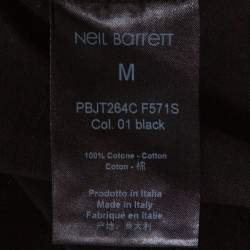 neil barrett
M
PBJT264C F571S
Col. 01 black
100% Cotone - Cotton
Coton - 棉
Prodotto in Italia
Made in Italy
Fabriqué en Italie
产地：意大利